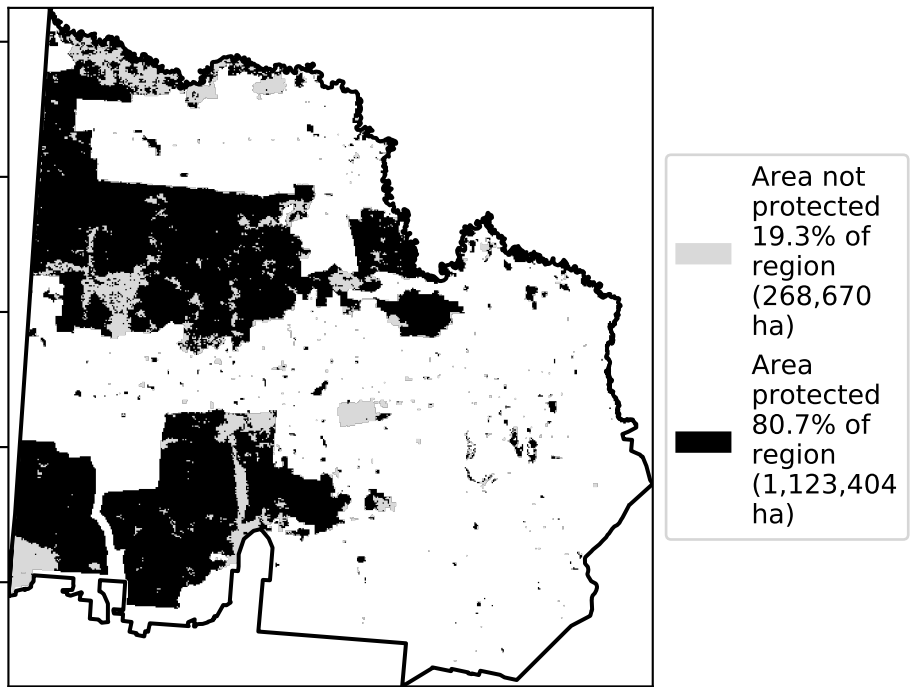 Area not
protected
19.3% of
region
(268,670
ha)
Area
protected
80.7% of
region
(1,123,404
ha)